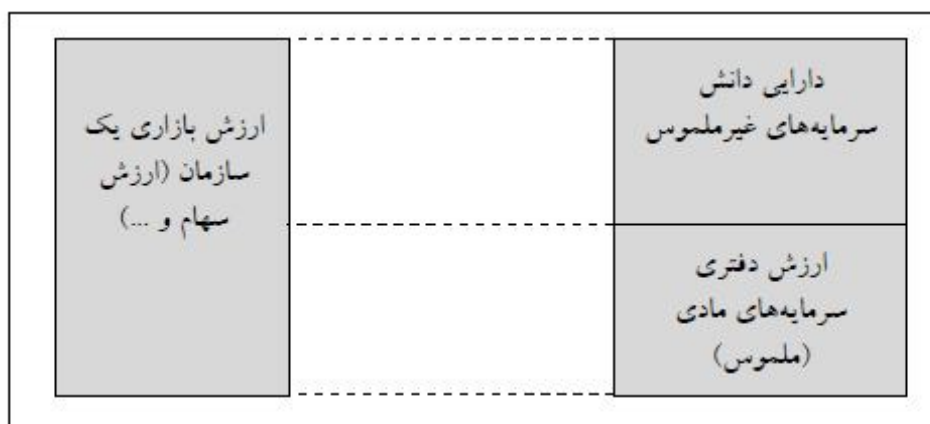 دارایی دانش
سرمایه‌های غیرملموس
ارزش بازاری یک
سازمان (ارزش
سهام و ...)
ارزش دفتری
سرمایه‌های مادی
(ملموس)